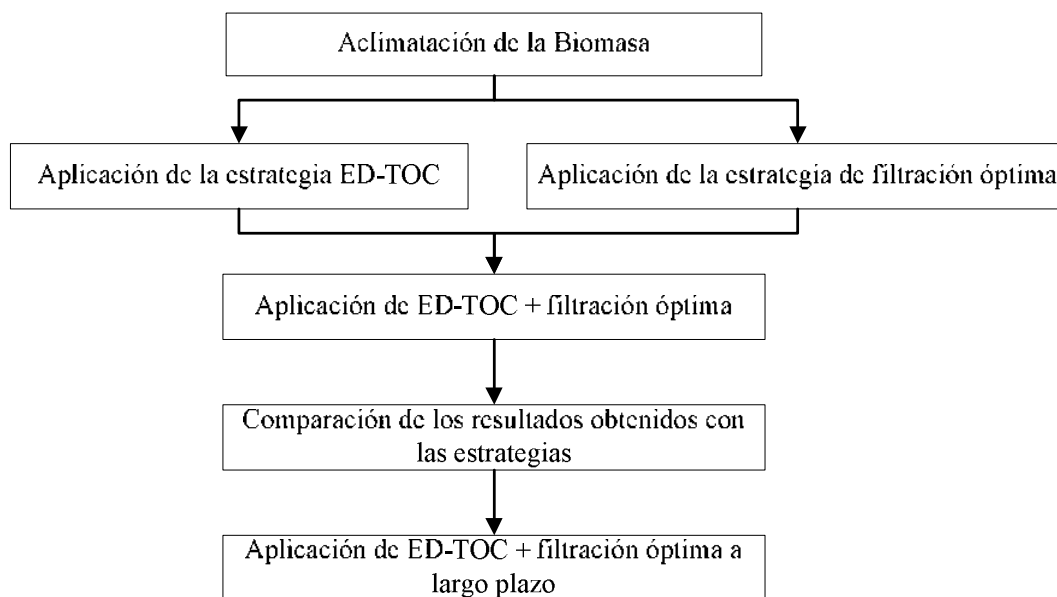 Aclimatación de la Biomasa
Aplicación de la estrategia ED-TOC
Aplicación de la estrategia de filtración óptima
Aplicación de ED-TOC + filtración óptima
Comparación de los resultados obtenidos con
las estrategias
Aplicación de ED-TOC + filtración óptima a
largo plazo